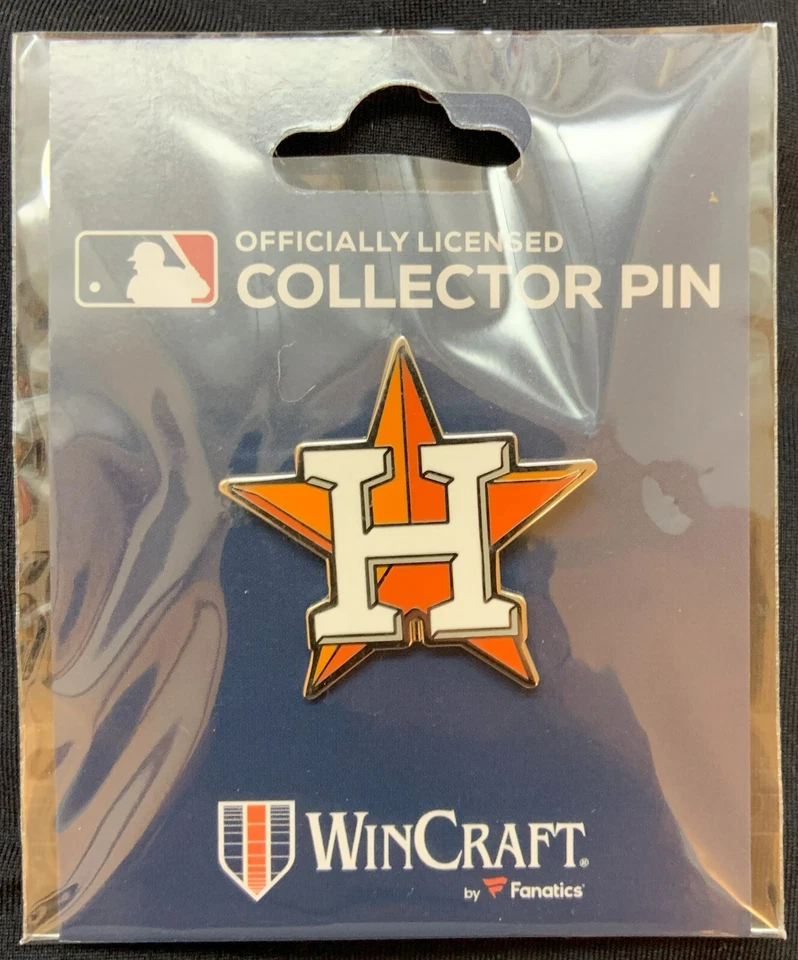 OFFICIALLY LICENSED
COLLECTOR PIN
H
WINCRAFT®
by Fanatics